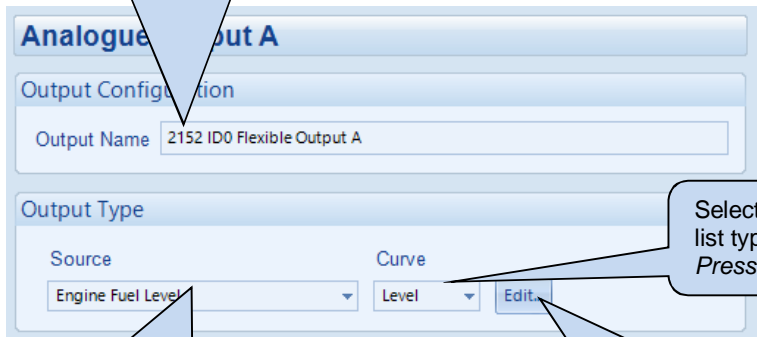 Analogue Output A
Output Configuration
Output Name 2152 ID0 Flexible Output A
Output Type
Source Curve
Engine Fuel Level Level Edit...
Select
list typ
Press